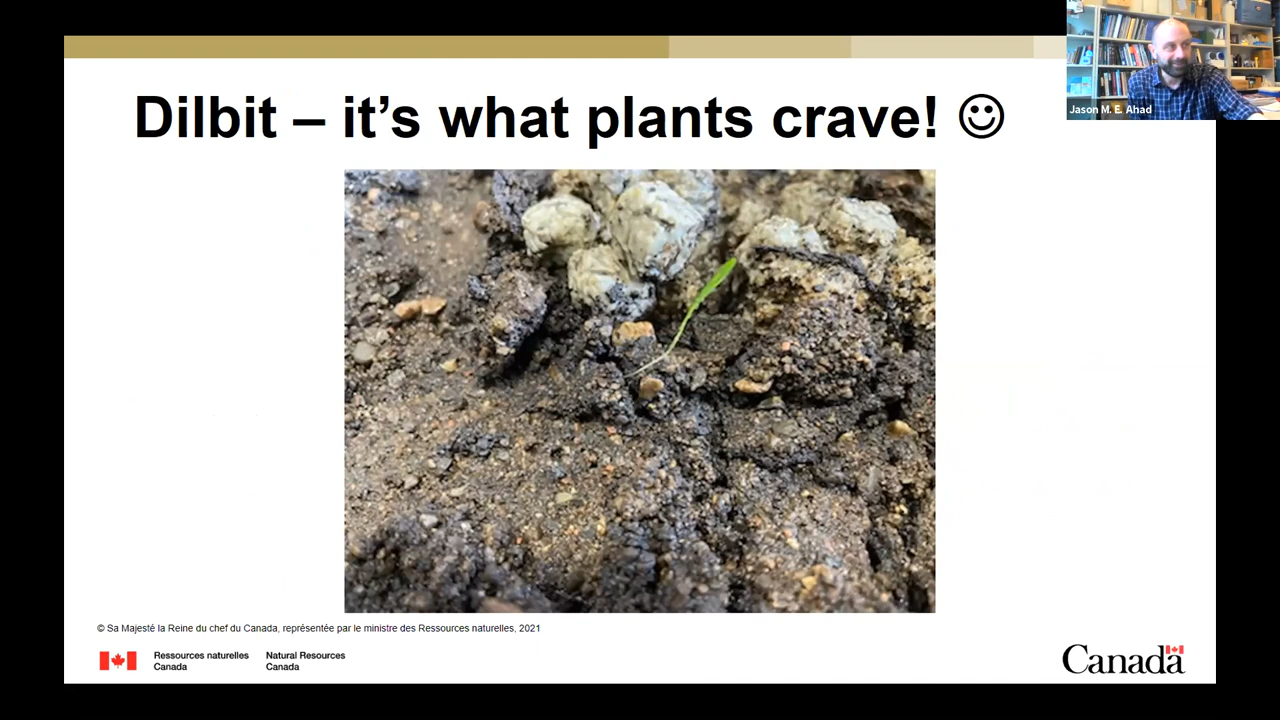 Dilbit – it's what plants crave! ☺
Jason M. E. Ahad
© Sa Majesté la Reine du chef du Canada, représentée par le ministre des Ressources naturelles, 2021
Ressources naturelles
Canada
Natural Resources
Canada
Canada